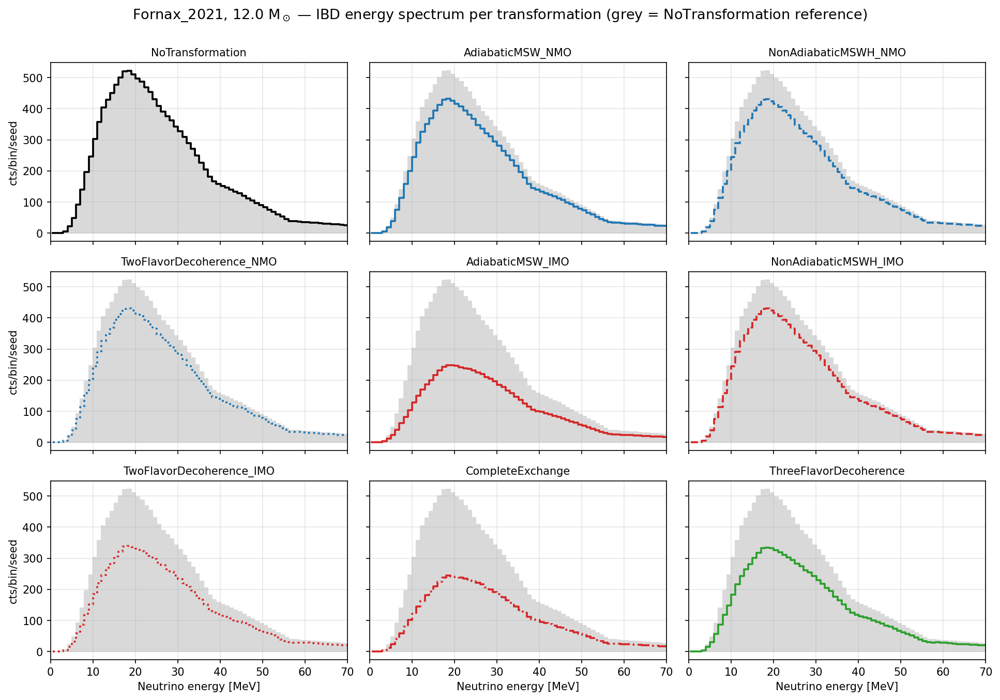 Fornax_2021, 12.0 M⊙ — IBD energy spectrum per transformation (grey = NoTransformation reference)
NoTransformation
AdiabaticMSW_NMO
NonAdiabaticMSWH_NMO
500
400
300
200
100
0
cts/bin/seed
TwoFlavorDecoherence_NMO
AdiabaticMSW_IMO
NonAdiabaticMSWH_IMO
500
400
300
200
100
0
cts/bin/seed
TwoFlavorDecoherence_IMO
CompleteExchange
ThreeFlavorDecoherence
500
400
300
200
100
0
cts/bin/seed
0 10 20 30 40 50 60 70
0 10 20 30 40 50 60 70
0 10 20 30 40 50 60 70
Neutrino energy [MeV]
Neutrino energy [MeV]
Neutrino energy [MeV]